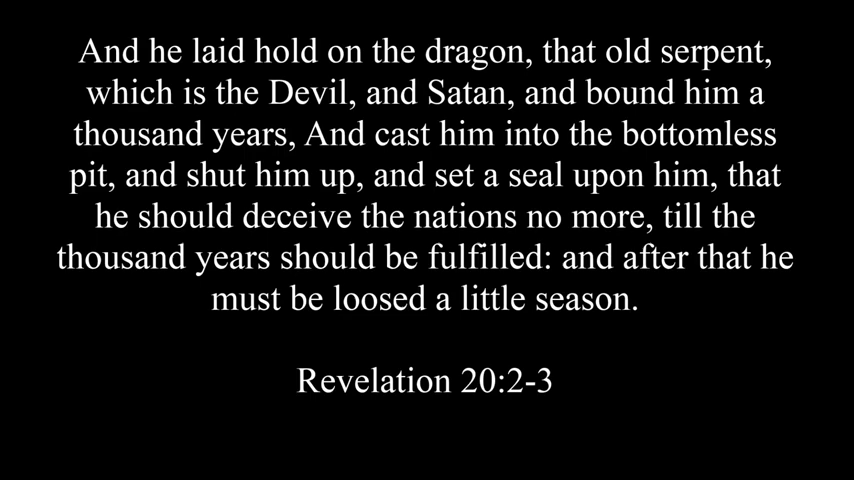 And he laid hold on the dragon, that old serpent,
which is the Devil, and Satan, and bound him a
thousand years, And cast him into the bottomless
pit, and shut him up, and set a seal upon him, that
he should deceive the nations no more, till the
thousand years should be fulfilled: and after that he
must be loosed a little season.
Revelation 20:2-3